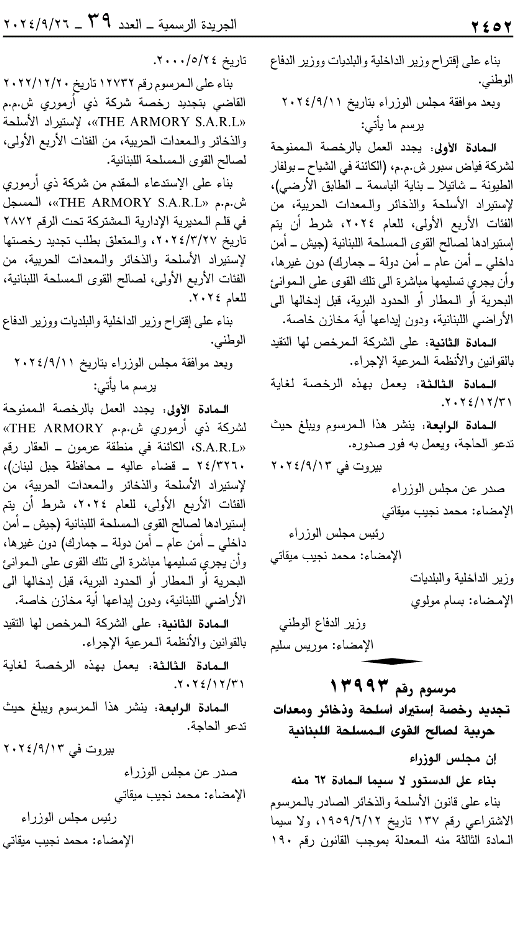 ٢٤٥٢
الجريدة الرسمية ـ العدد ٣٩ ـ ٢٠٢٤/٩/٢٦
بناء على إقتراح وزير الداخلية والبلديات ووزير الدفاع
الوطني.
وبعد موافقة مجلس الوزراء بتاريخ ٢٠٢٤/٩/١١
يرسم ما يأتي:
المادة الأولى: يجدد العمل بالرخصة الممنوحة
لشركة فياض سبور ش.م.م، (الكائنة في الشياح ـ بولفار
الطيونة ـ شاتيلا ـ بناية الباسمة ـ الطابق الأرضي)،
لإستيراد الأسلحة والذخائر والمعدات الحربية، من
الفئات الأربع الأولى، للعام ٢٠٢٤، شرط أن يتم
إستيرادها لصالح القوى المسلحة اللبنانية (جيش ـ أمن
داخلي ـ أمن عام ـ أمن دولة ـ جمارك) دون غيرها،
وأن يجري تسليمها مباشرة الى تلك القوى على الموانئ
البحرية أو المطار أو الحدود البرية، قبل إدخالها الى
الأراضي اللبنانية، ودون إيداعها أية مخازن خاصة.
المادة الثانية: على الشركة المرخص لها التقيد
بالقوانين والأنظمة المرعية الإجراء.
المادة الثالثة: يعمل بهذه الرخصة لغاية
٢٠٢٤/١٢/٣١.
المادة الرابعة: ينشر هذا المرسوم ويبلغ حيث
تدعو الحاجة، ويعمل به فور صدوره.
بيروت في ٢٠٢٤/٩/١٣
صدر عن مجلس الوزراء
الإمضاء: محمد نجيب ميقاتي
رئيس مجلس الوزراء
الإمضاء: محمد نجيب ميقاتي
وزير الداخلية والبلديات
الإمضاء: بسام مولوي
وزير الدفاع الوطني
الإمضاء: موريس سليم
مرسوم رقم ١٣٩٩٣
تجديد رخصة إستيراد أسلحة وذخائر ومعدات
حربية لصالح القوى المسلحة اللبنانية
إن مجلس الوزراء
بناء على الدستور لا سيما المادة ٦٢ منه
بناء على قانون الأسلحة والذخائر الصادر بالمرسوم
الاشتراعي رقم ١٣٧ تاريخ ١٩٥٩/٦/١٢، ولا سيما
المادة الثالثة منه المعدلة بموجب القانون رقم ١٩٠
تاريخ ٢٠٠٠/٥/٢٤.
بناء على المرسوم رقم ١٢٧٣٢ تاريخ ٢٠٢٢/١٢/٢٠
القاضي بتجديد رخصة شركة ذي أرموري ش.م.م
«THE ARMORY S.A.R.L»، لإستيراد الأسلحة
والذخائر والمعدات الحربية، من الفئات الأربع الأولى،
لصالح القوى المسلحة اللبنانية.
بناء على الإستدعاء المقدم من شركة ذي أرموري
ش.م.م «THE ARMORY S.A.R.L»، المسجل
في قلم المديرية الإدارية المشتركة تحت الرقم ٢٨٧٢
تاريخ ٢٠٢٤/٣/٢٧، والمتعلق بطلب تجديد رخصتها
لإستيراد الأسلحة والذخائر والمعدات الحربية، من
الفئات الأربع الأولى، لصالح القوى المسلحة اللبنانية،
للعام ٢٠٢٤.
بناء على إقتراح وزير الداخلية والبلديات ووزير الدفاع
الوطني.
وبعد موافقة مجلس الوزراء بتاريخ ٢٠٢٤/٩/١١
يرسم ما يأتي:
المادة الأولى: يجدد العمل بالرخصة الممنوحة
لشركة ذي أرموري ش.م.م «THE ARMORY
S.A.R.L»، الكائنة في منطقة عرمون ـ العقار رقم
٢٤/٣٢٦٠ ـ قضاء عاليه ـ محافظة جبل لبنان)،
لإستيراد الأسلحة والذخائر والمعدات الحربية، من
الفئات الأربع الأولى، للعام ٢٠٢٤، شرط أن يتم
إستيرادها لصالح القوى المسلحة اللبنانية (جيش ـ أمن
داخلي ـ أمن عام ـ أمن دولة ـ جمارك) دون غيرها،
وأن يجري تسليمها مباشرة الى تلك القوى على الموانئ
البحرية أو المطار أو الحدود البرية، قبل إدخالها الى
الأراضي اللبنانية، ودون إيداعها أية مخازن خاصة.
المادة الثانية: على الشركة المرخص لها التقيد
بالقوانين والأنظمة المرعية الإجراء.
المادة الثالثة: يعمل بهذه الرخصة لغاية
٢٠٢٤/١٢/٣١.
المادة الرابعة: ينشر هذا المرسوم ويبلغ حيث
تدعو الحاجة.
بيروت في ٢٠٢٤/٩/١٣
صدر عن مجلس الوزراء
الإمضاء: محمد نجيب ميقاتي
رئيس مجلس الوزراء
الإمضاء: محمد نجيب ميقاتي